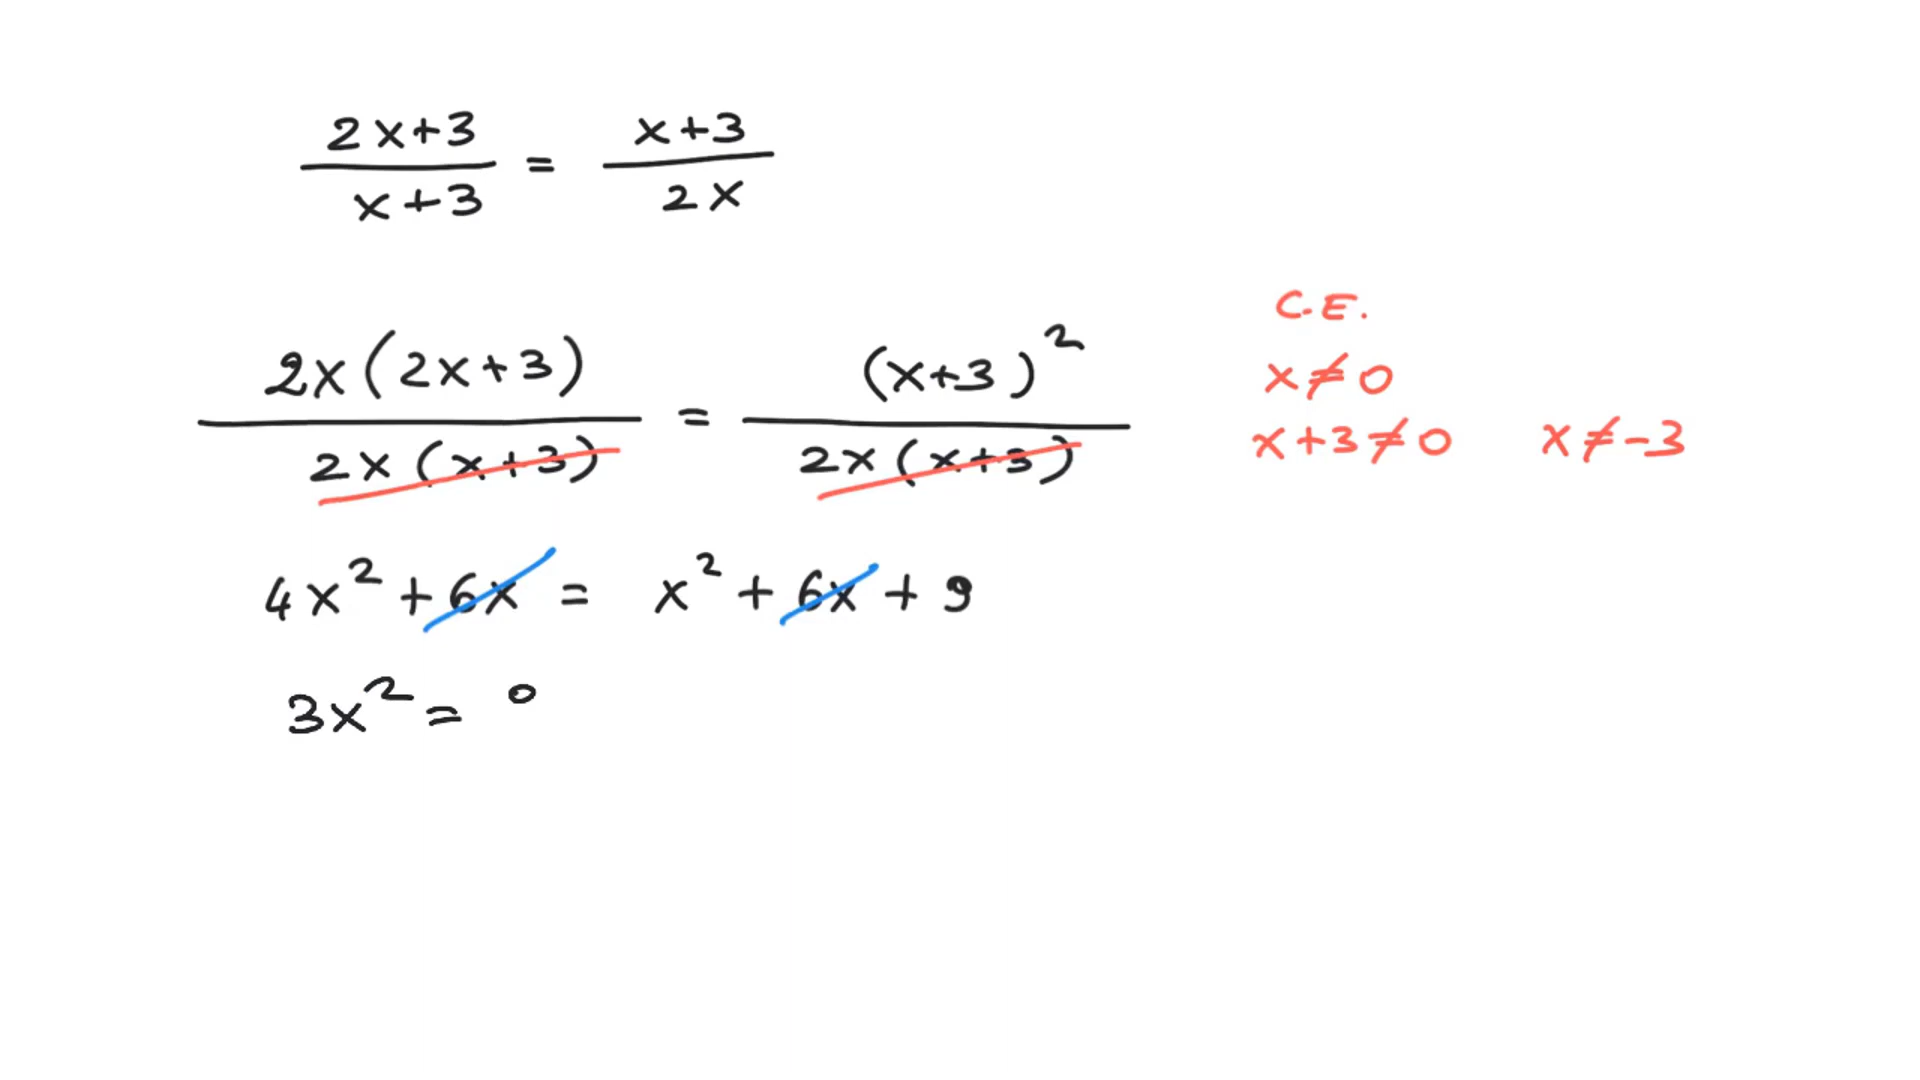 (2x+3)/(x+3) = (x+3)/(2x)
C.E.
2x(2x+3)/(2x(x+3)) = (x+3)²/(2x(x+3))
x≠0
x+3≠0 x≠-3
4x²+6x = x²+6x+9
3x² =